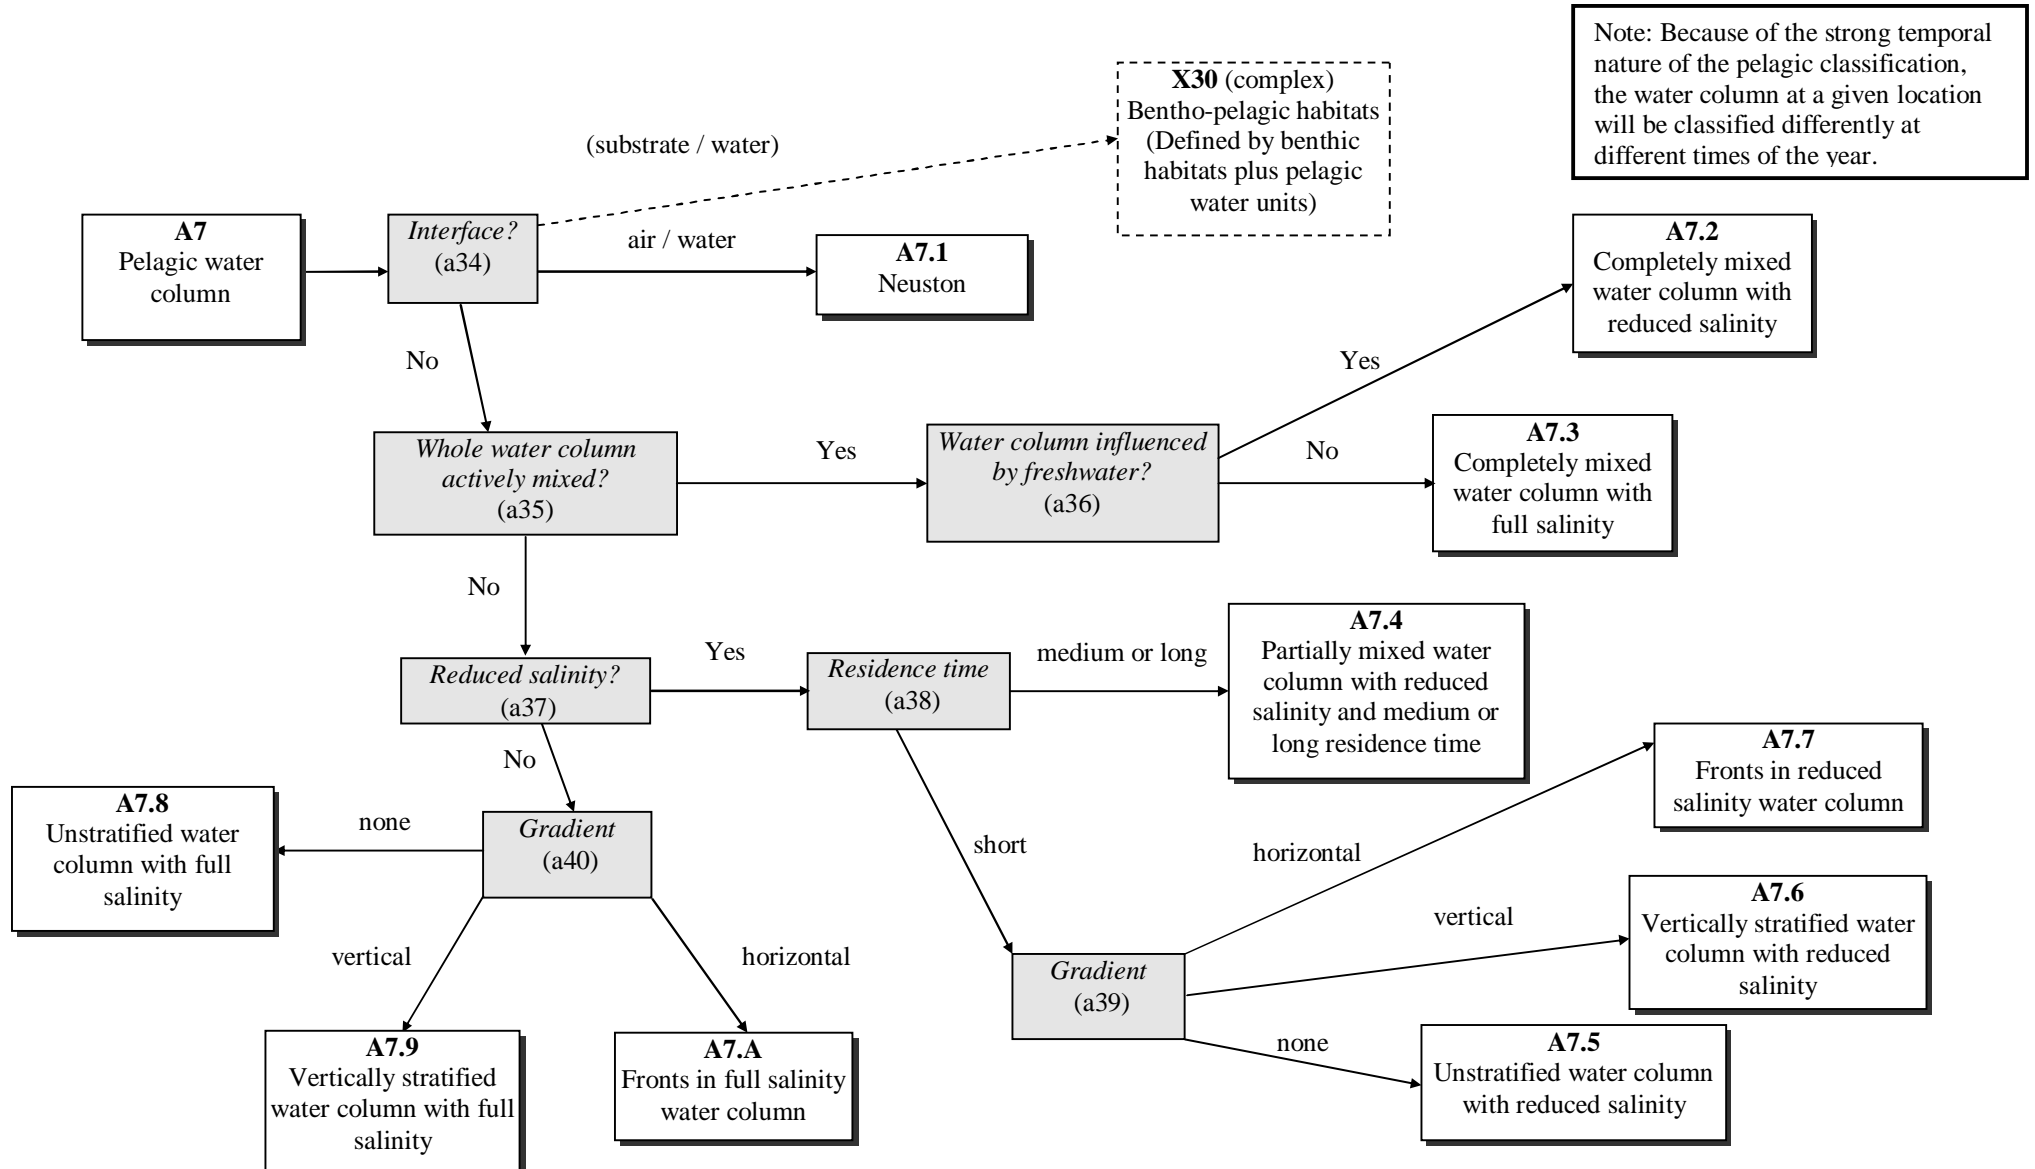 Note: Because of the strong temporal
nature of the pelagic classification,
the water column at a given location
will be classified differently at
different times of the year.
X30 (complex)
Bentho-pelagic habitats
(Defined by benthic
habitats plus pelagic
water units)
(substrate / water)
A7
Pelagic water
column
Interface?
(a34)
air / water
A7.1
Neuston
A7.2
Completely mixed
water column with
reduced salinity
No
Yes
Whole water column
actively mixed?
(a35)
Yes
Water column influenced
by freshwater?
(a36)
No
A7.3
Completely mixed
water column with
full salinity
No
Reduced salinity?
(a37)
Yes
Residence time
(a38)
medium or long
A7.4
Partially mixed water
column with reduced
salinity and medium or
long residence time
No
A7.7
Fronts in reduced
salinity water column
A7.8
Unstratified water
column with full
salinity
none
Gradient
(a40)
short
horizontal
vertical
A7.6
Vertically stratified water
column with reduced
salinity
vertical
horizontal
Gradient
(a39)
none
A7.5
Unstratified water column
with reduced salinity
A7.9
Vertically stratified
water column with full
salinity
A7.A
Fronts in full salinity
water column